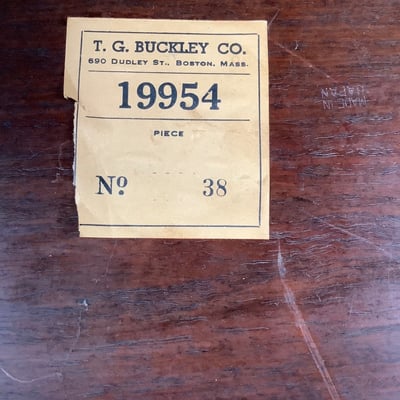 T. G. BUCKLEY CO.
690 DUDLEY ST., BOSTON, MASS.
19954
PIECE
Nº 38
MADE IN
JAPAN